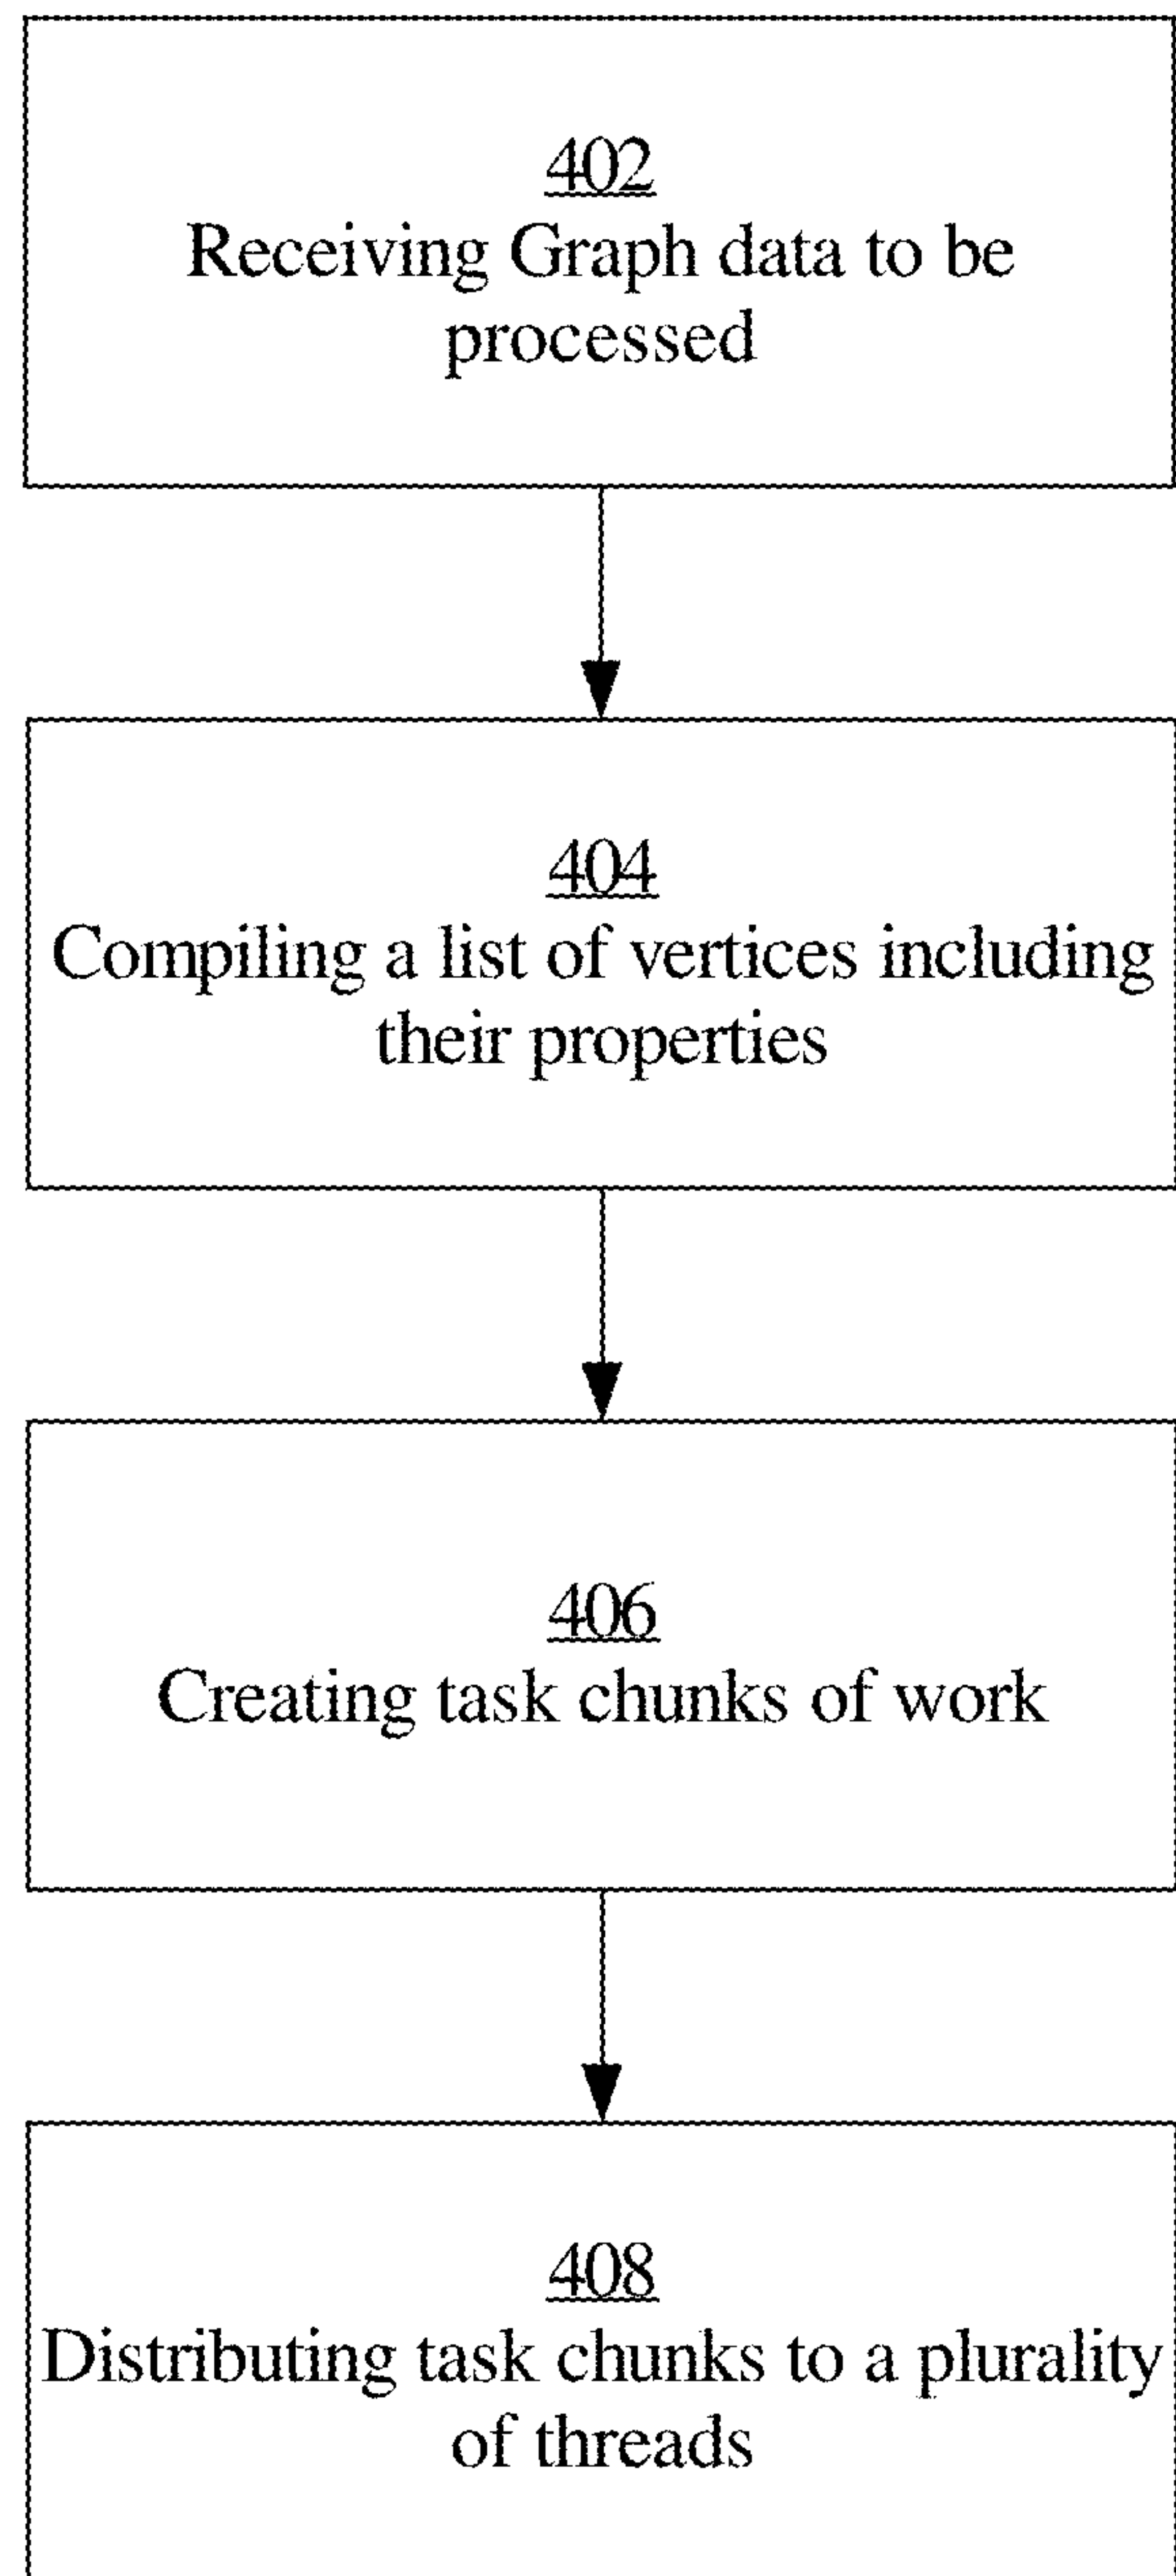 402
Receiving Graph data to be
processed
404
Compiling a list of vertices including
their properties
406
Creating task chunks of work
408
Distributing task chunks to a plurality
of threads